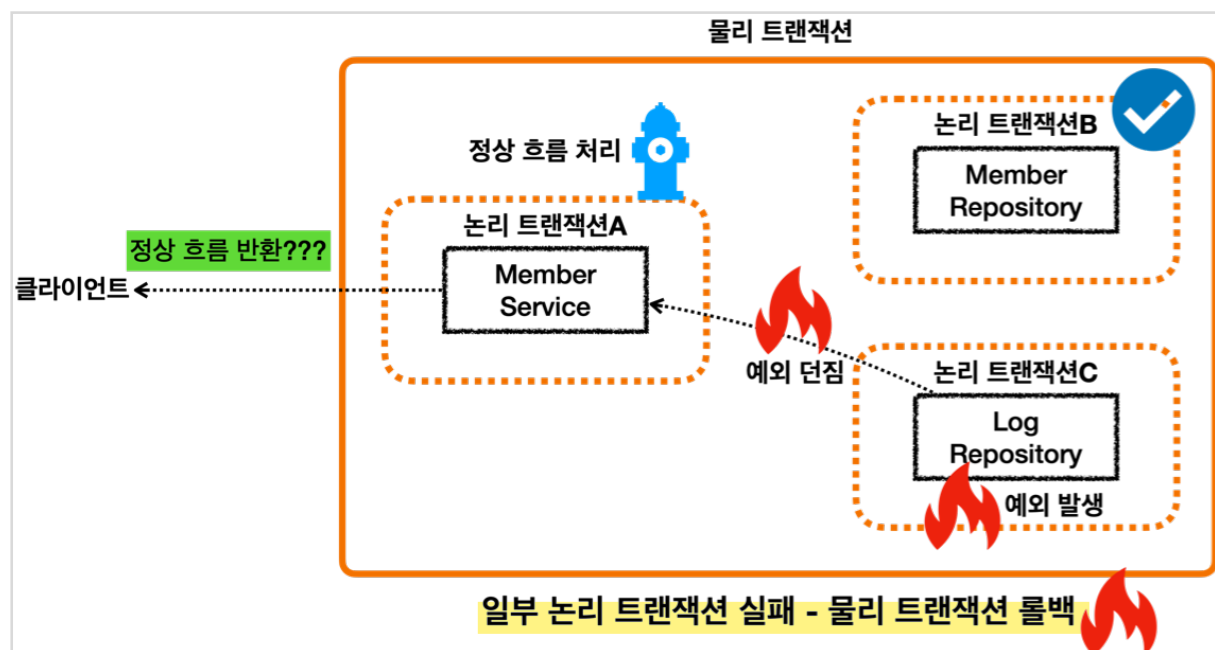 물리 트랜잭션
논리 트랜잭션B
Member
Repository
정상 흐름 처리
논리 트랜잭션A
Member
Service
정상 흐름 반환???
클라이언트
예외 던짐
논리 트랜잭션C
Log
Repository
예외 발생
일부 논리 트랜잭션 실패 - 물리 트랜잭션 롤백